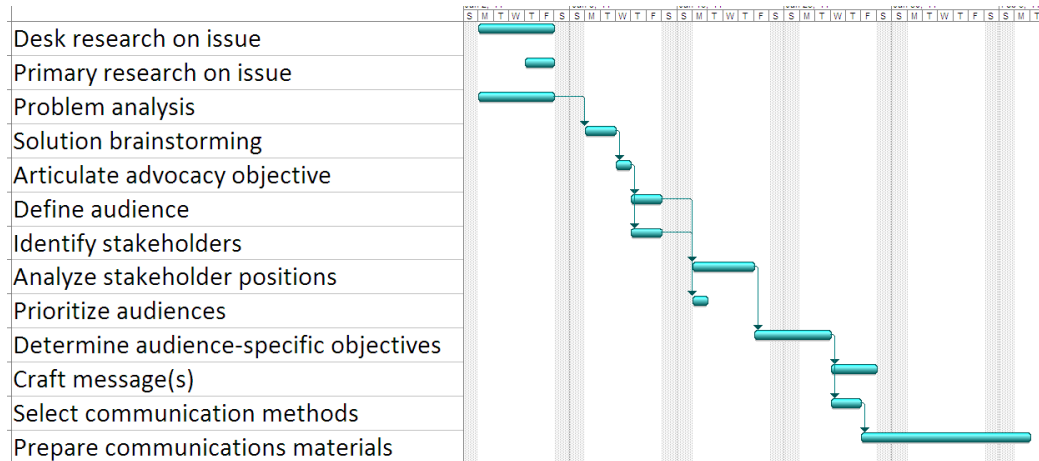 S M T W T F S S M T W T F S S M T W T F S S M T W T F S S M T W T F S S M T
Desk research on issue
Primary research on issue
Problem analysis
Solution brainstorming
Articulate advocacy objective
Define audience
Identify stakeholders
Analyze stakeholder positions
Prioritize audiences
Determine audience-specific objectives
Craft message(s)
Select communication methods
Prepare communications materials